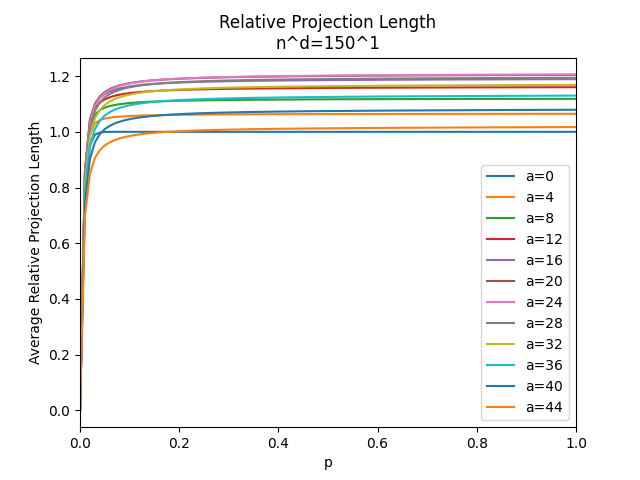 Relative Projection Length
n^d=150^1
Average Relative Projection Length
1.2
1.0
0.8
0.6
0.4
0.2
0.0
a=0
a=4
a=8
a=12
a=16
a=20
a=24
a=28
a=32
a=36
a=40
a=44
0.0 0.2 0.4 0.6 0.8 1.0
p